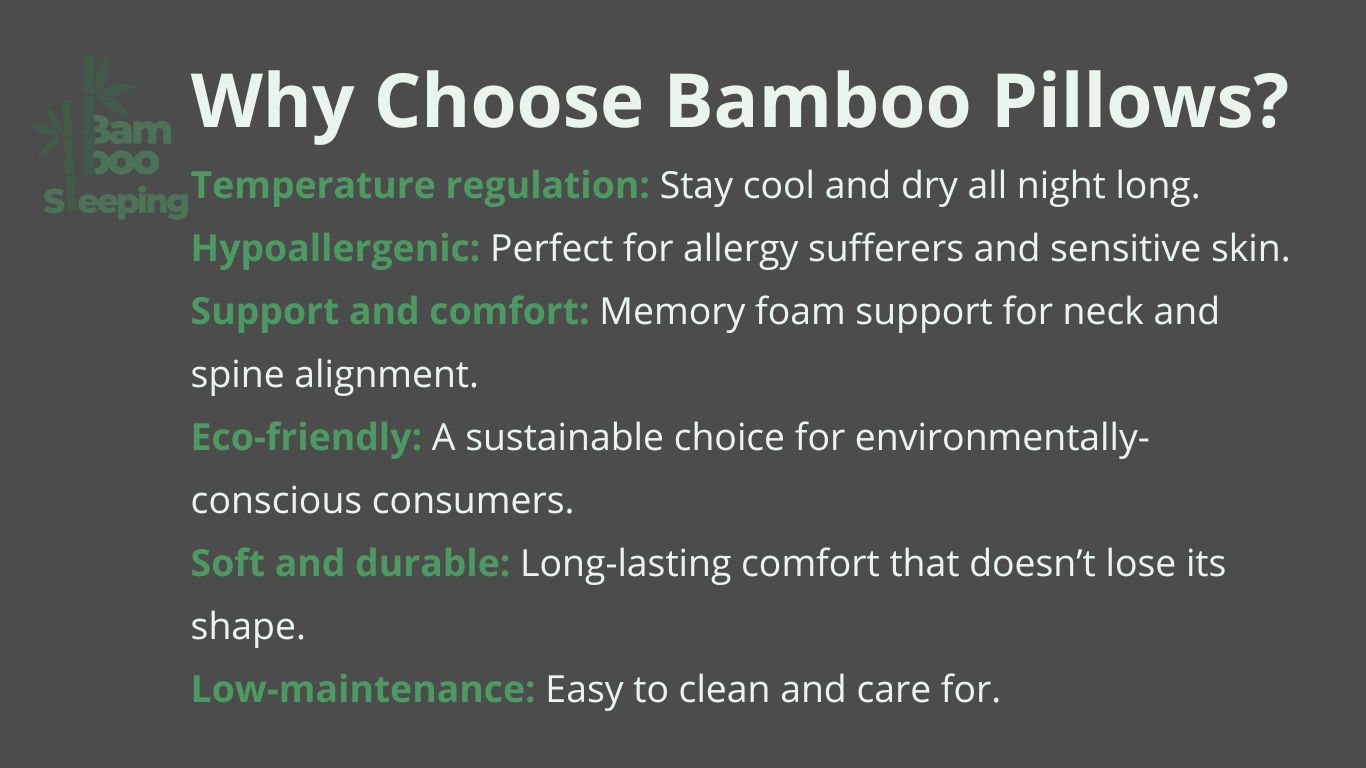 Why Choose Bamboo Pillows?
Bam
boo
Sleeping
Temperature regulation: Stay cool and dry all night long.
Hypoallergenic: Perfect for allergy sufferers and sensitive skin.
Support and comfort: Memory foam support for neck and
spine alignment.
Eco-friendly: A sustainable choice for environmentally-
conscious consumers.
Soft and durable: Long-lasting comfort that doesn’t lose its
shape.
Low-maintenance: Easy to clean and care for.